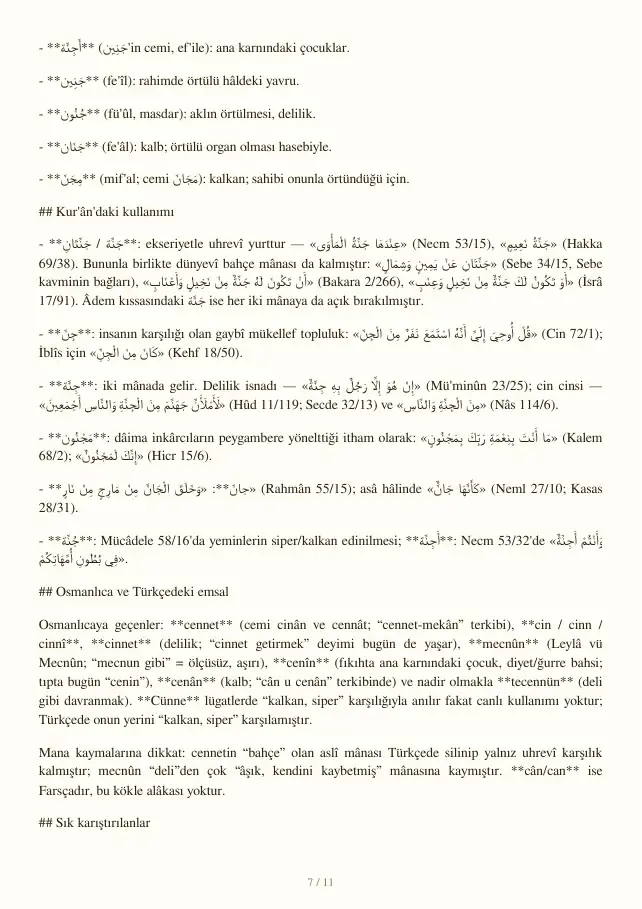 - **أَجِنَّة** (جَنِين'in cemi, ef'ile): ana karnındaki çocuklar.
- **جَنِين** (fe'îl): rahimde örtülü hâldeki yavru.
- **جُنُون** (fü'ûl, masdar): aklın örtülmesi, delilik.
- **جَنَان** (fe'âl): kalb; örtülü organ olması hasebiyle.
- **مِجَنّ** (mif'al; cemi مَجَانّ): kalkan; sahibi onunla örtündüğü için.
## Kur'ân'daki kullanımı
- **جَنَّة / جَنَّتَانِ**: ekseriyetle uhrevî yurttur — «عِنْدَهَا جَنَّةُ الْمَأْوَى» (Necm 53/15), «جَنَّةُ نَعِيمٍ» (Hakka
69/38). Bununla birlikte dünyevî bahçe mânası da kalmıştır: «جَنَّتَانِ عَنْ يَمِينٍ وَشِمَالٍ» (Sebe 34/15, Sebe
kavminin bağları), «أَنْ تَكُونَ لَهُ جَنَّةٌ مِنْ نَخِيلٍ وَأَعْنَابٍ» (Bakara 2/266), «أَوْ تَكُونُ لَكَ جَنَّةٌ مِنْ نَخِيلٍ وَعِنَبٍ» (İsrâ
17/91). Âdem kıssasındaki جَنَّة ise her iki mânaya da açık bırakılmıştır.
- **جِنّ**: insanın karşılığı olan gaybî mükellef topluluk: «قُلْ أُوحِيَ إِلَيَّ أَنَّهُ اسْتَمَعَ نَفَرٌ مِنَ الْجِنِّ» (Cin 72/1);
İblîs için «كَانَ مِنَ الْجِنِّ» (Kehf 18/50).
- **جِنَّة**: iki mânada gelir. Delilik isnadı — «إِنْ هُوَ إِلَّا رَجُلٌ بِهِ جِنَّةٌ» (Mü'minûn 23/25); cin cinsi —
«لَأَمْلَأَنَّ جَهَنَّمَ مِنَ الْجِنَّةِ وَالنَّاسِ أَجْمَعِينَ» (Hûd 11/119; Secde 32/13) ve «مِنَ الْجِنَّةِ وَالنَّاسِ» (Nâs 114/6).
- **مَجْنُون**: dâima inkârcıların peygambere yönelttiği itham olarak: «مَا أَنْتَ بِنِعْمَةِ رَبِّكَ بِمَجْنُونٍ» (Kalem
68/2); «إِنَّكَ لَمَجْنُونٌ» (Hicr 15/6).
- **جانّ**: «وَخَلَقَ الْجَانَّ مِنْ مَارِجٍ مِنْ نَارٍ» (Rahmân 55/15); asâ hâlinde «كَأَنَّهَا جَانٌّ» (Neml 27/10; Kasas
28/31).
- **جُنَّة**: Mücâdele 58/16'da yeminlerin siper/kalkan edinilmesi; **أَجِنَّة**: Necm 53/32'de «وَإِذْ أَنْتُمْ أَجِنَّةٌ
فِي بُطُونِ أُمَّهَاتِكُمْ».
## Osmanlıca ve Türkçedeki emsal
Osmanlıcaya geçenler: **cennet** (cemi cinân ve cennât; “cennet-mekân” terkibi), **cin / cinn /
cinnî**, **cinnet** (delilik; “cinnet getirmek” deyimi bugün de yaşar), **mecnûn** (Leylâ vü
Mecnûn; “mecnun gibi” = ölçüsüz, aşırı), **cenîn** (fıkıhta ana karnındaki çocuk, diyet/ğurre bahsi;
tıpta bugün “cenin”), **cenân** (kalb; “cân u cenân” terkibinde) ve nadir olmakla **tecennün** (deli
gibi davranmak). **Cünne** lügatlerde “kalkan, siper” karşılığıyla anılır fakat canlı kullanımı yoktur;
Türkçede onun yerini “kalkan, siper” karşılamıştır.
Mana kaymalarına dikkat: cennetin “bahçe” olan aslî mânası Türkçede silinip yalnız uhrevî karşılık
kalmıştır; mecnûn “deli”den çok “âşık, kendini kaybetmiş” mânasına kaymıştır. **cân/can** ise
Farsçadır, bu kökle alâkası yoktur.
## Sık karıştırılanlar
7 / 11